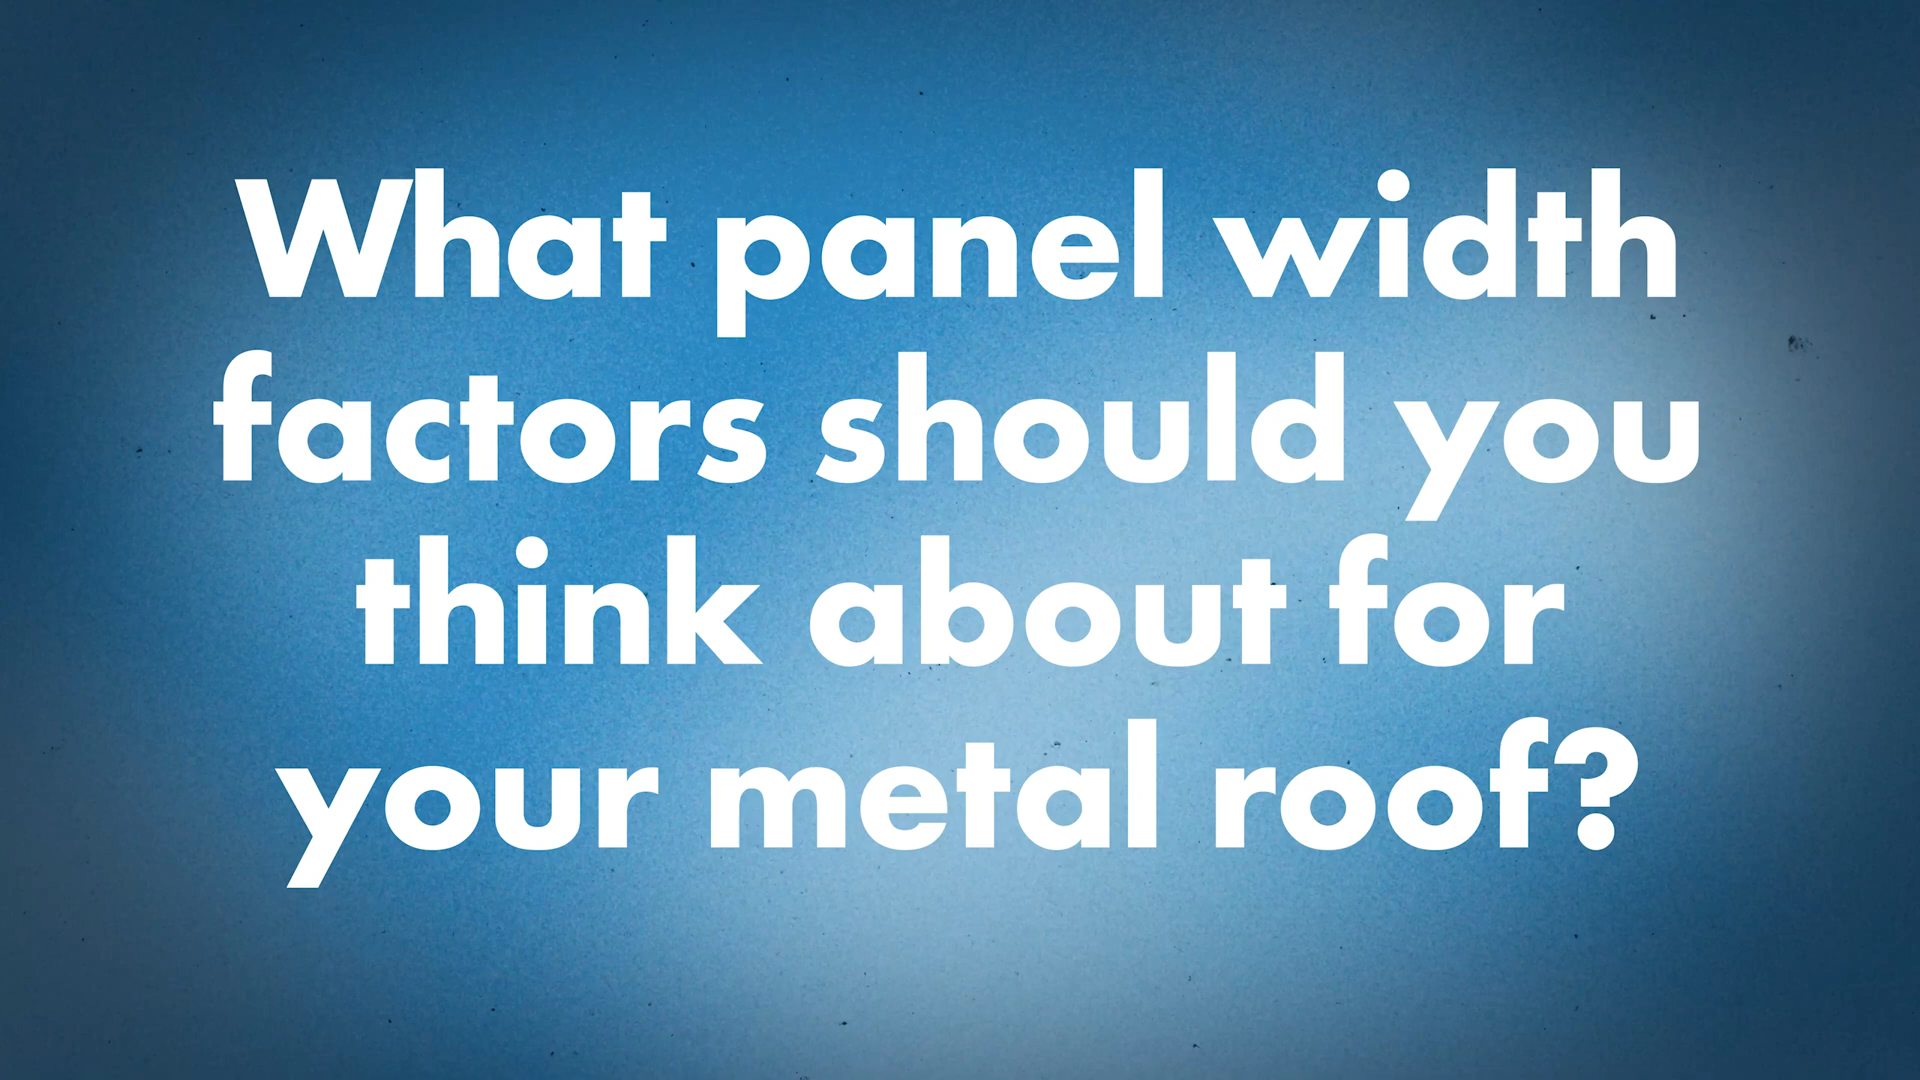 What panel width
factors should you
think about for
your metal roof?